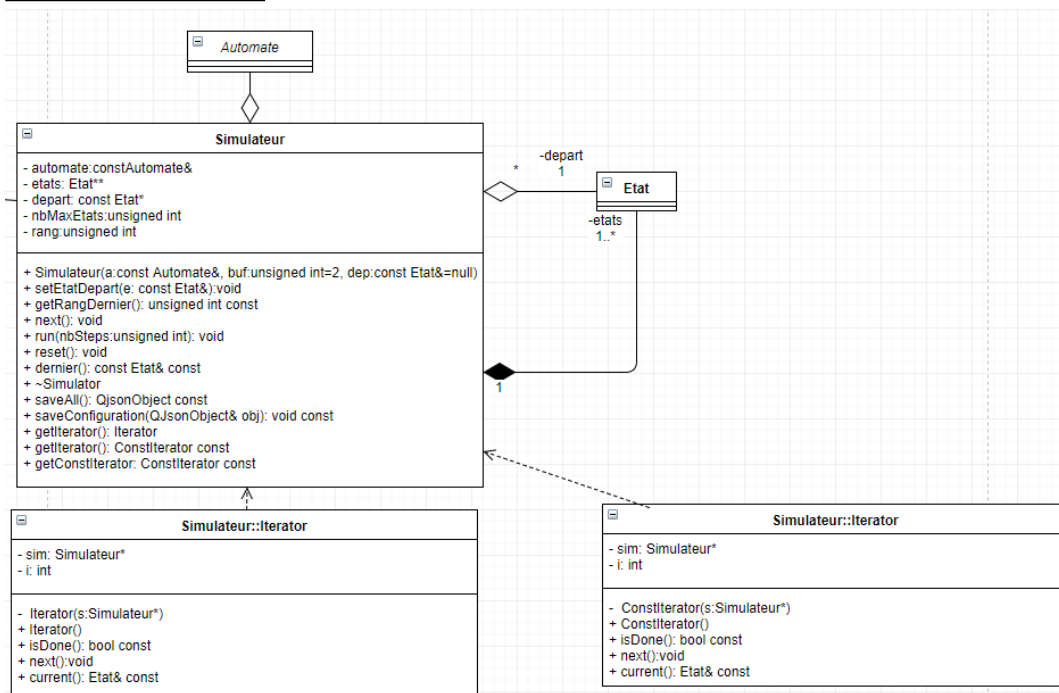 Automate
Simulateur
- automate:constAutomate&
- etats: Etat**
- depart: const Etat*
- nbMaxEtats:unsigned int
- rang:unsigned int
+ Simulateur(a:const Automate&, buf:unsigned int=2, dep:const Etat&=null)
+ setEtatDepart(e: const Etat&):void
+ getRangDernier(): unsigned int const
+ next(): void
+ run(nbSteps:unsigned int): void
+ reset(): void
+ dernier(): const Etat& const
+ ~Simulator
+ saveAll(): QjsonObject const
+ saveConfiguration(QJsonObject& obj): void const
+ getIterator(): Iterator
+ getIterator(): ConstIterator const
+ getConstIterator: ConstIterator const
*
-depart
1
Etat
-etats
1..*
1
Simulateur::Iterator
- sim: Simulateur*
- i: int
- Iterator(s:Simulateur*)
+ Iterator()
+ isDone(): bool const
+ next():void
+ current(): Etat& const
Simulateur::Iterator
- sim: Simulateur*
- i: int
- ConstIterator(s:Simulateur*)
+ ConstIterator()
+ isDone(): bool const
+ next():void
+ current(): Etat& const